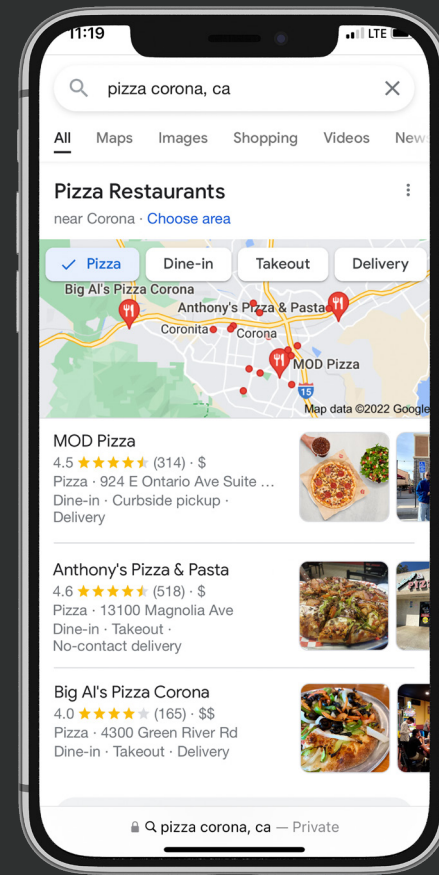 11:19
LTE
pizza corona, ca
All Maps Images Shopping Videos News
Pizza Restaurants
near Corona · Choose area
Pizza Dine-in Takeout Delivery
Big Al's Pizza Corona
Anthony's Pizza & Pasta
Coronita
Corona
MOD Pizza
15
Map data ©2022 Google
MOD Pizza
4.5 (314) · $
Pizza · 924 E Ontario Ave Suite ...
Dine-in · Curbside pickup ·
Delivery
Anthony's Pizza & Pasta
4.6 (518) · $
Pizza · 13100 Magnolia Ave
Dine-in · Takeout ·
No-contact delivery
Big Al's Pizza Corona
4.0 (165) · $$
Pizza · 4300 Green River Rd
Dine-in · Takeout · Delivery
pizza corona, ca — Private